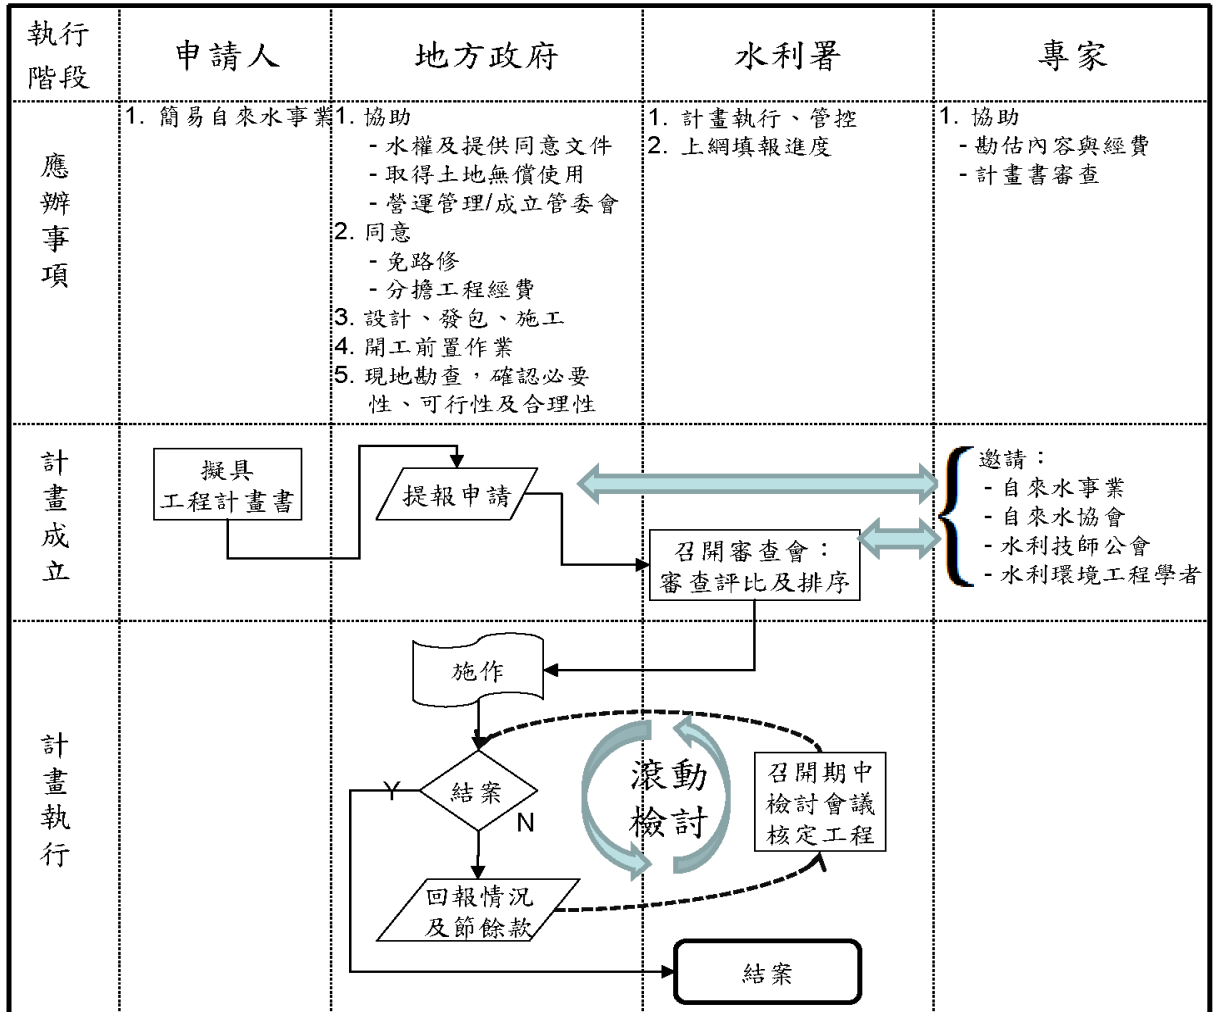 執行
階段
申請人
地方政府
水利署
專家
應
辦
事
項
1. 簡易自來水事業
1. 協助
- 水權及提供同意文件
- 取得土地無償使用
- 營運管理/成立管委會
2. 同意
- 免路修
- 分擔工程經費
3. 設計、發包、施工
4. 開工前置作業
5. 現地勘查，確認必要
性、可行性及合理性
1. 計畫執行、管控
2. 上網填報進度
1. 協助
- 勘估內容與經費
- 計畫書審查
計
畫
成
立
擬具
工程計畫書
提報申請
召開審查會：
審查評比及排序
邀請：
- 自來水事業
- 自來水協會
- 水利技師公會
- 水利環境工程學者
計
畫
執
行
施作
結案
Y
N
滾動
檢討
召開期中
檢討會議
核定工程
回報情況
及節餘款
結案